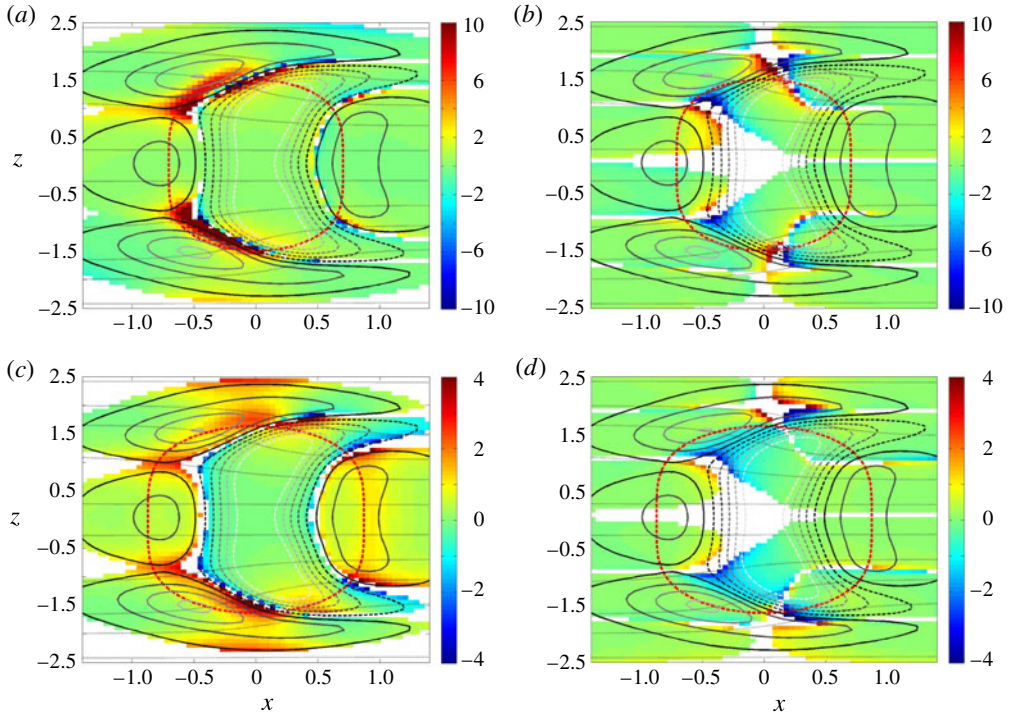 (a) (b)
2.5 10 2.5 10
1.5 6 1.5 6
0.5 2 0.5 2
z
−0.5 −2 −0.5 −2
−1.5 −6 −1.5 −6
−2.5 −10 −2.5 −10
−1.0 −0.5 0 0.5 1.0 −1.0 −0.5 0 0.5 1.0
(c) (d)
2.5 4 2.5 4
1.5 2 1.5 2
0.5 0.5
z 0 0
−0.5 −0.5
−1.5 −2 −1.5 −2
−2.5 −4 −2.5 −4
−1.0 −0.5 0 0.5 1.0 −1.0 −0.5 0 0.5 1.0
x x